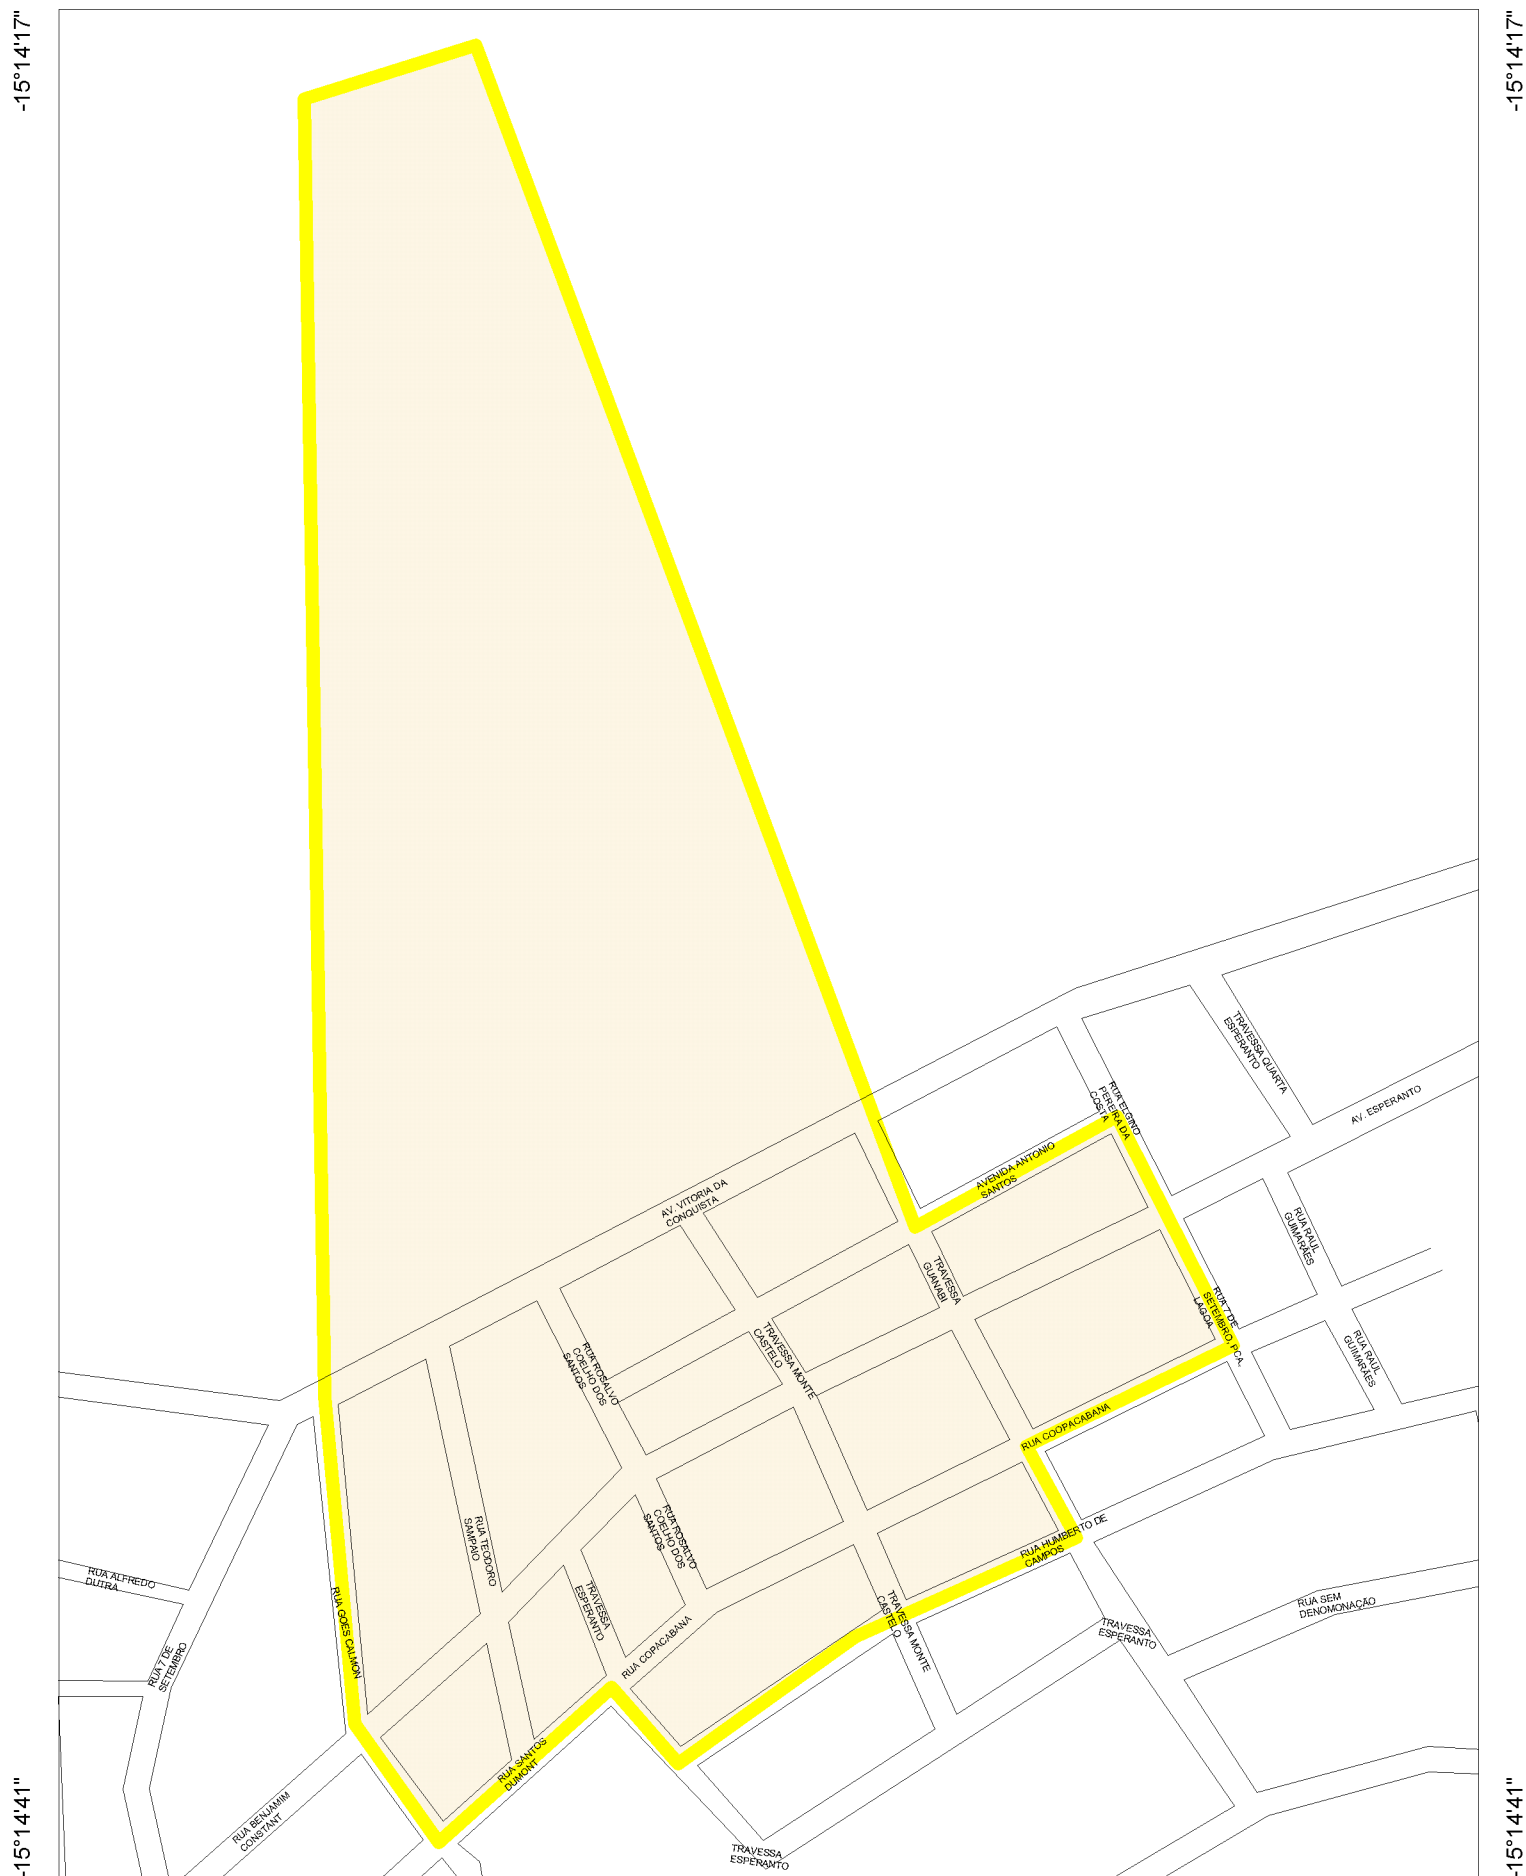 -15°14'17"
-15°14'17"
TRAVESSA QUARTA
ESPERANTO
RUA ELGINO
PEREIRA DA
COSTA
AV. ESPERANTO
AVENIDA ANTONIO
SANTOS
AV. VITORIA DA
CONQUISTA
RUA RAUL
GUIMARÃES
TRAVESSA
GUANABI
RUA 7 DE
SETEMBRO, PCA.
LAGOA
TRAVESSA MONTE
CASTELO
RUA ROSALVO
COELHO DOS
SANTOS
RUA RAUL
GUIMARÃES
RUA COOPACABANA
RUA ROSALVO
COELHO DOS
SANTOS
RUA TEODORO
SAMPAIO
RUA HUMBERTO DE
CAMPOS
RUA ALFREDO
DUTRA
RUA GOES CALMON
TRAVESSA
ESPERANTO
TRAVESSA MONTE
CASTELO
RUA SEM
DENOMONAÇÃO
RUA COPACABANA
TRAVESSA
ESPERANTO
RUA 7 DE
SETEMBRO
RUA SANTOS
DUMONT
RUA BENJAMIM
CONSTANT
TRAVESSA
ESPERANTO
-15°14'41"
-15°14'41"